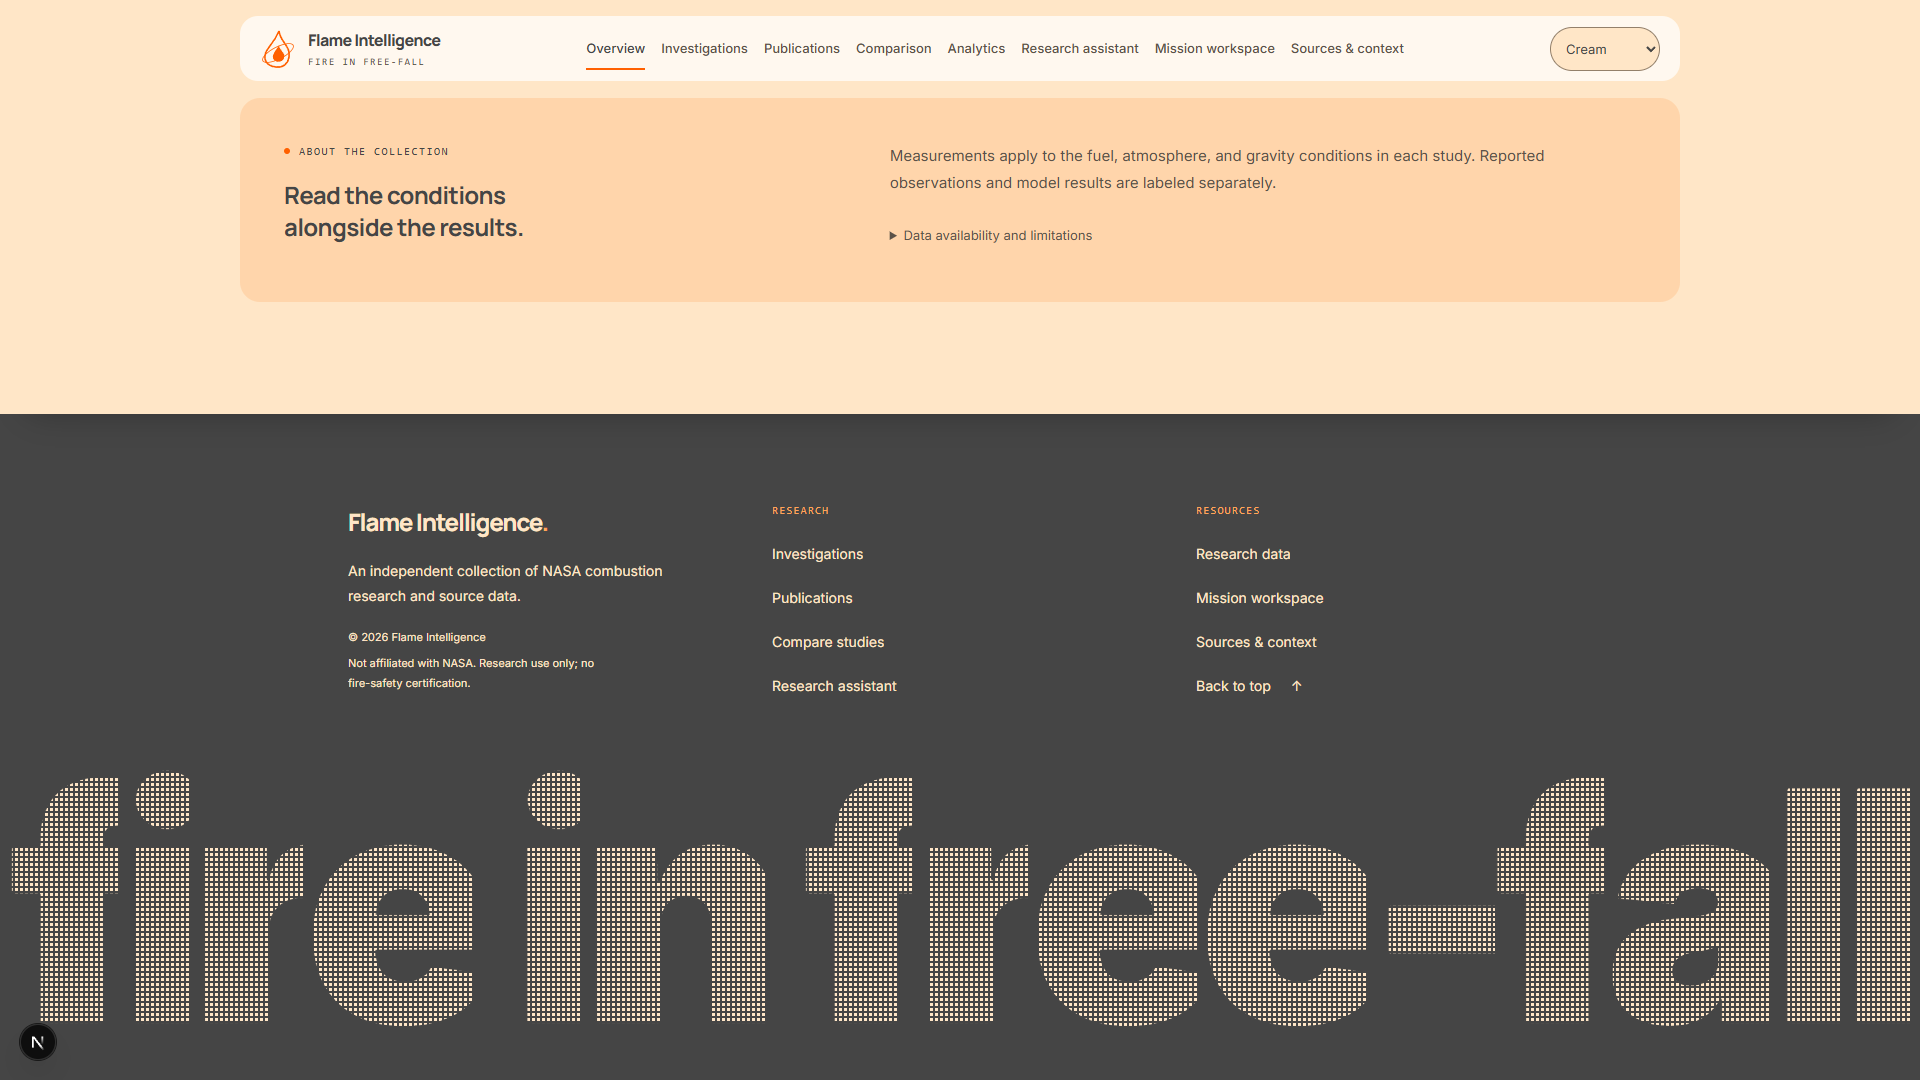 Flame Intelligence
FIRE IN FREE-FALL
Overview Investigations Publications Comparison Analytics Research assistant Mission workspace Sources & context
Cream
ABOUT THE COLLECTION
Read the conditions
alongside the results.
Measurements apply to the fuel, atmosphere, and gravity conditions in each study. Reported
observations and model results are labeled separately.
Data availability and limitations
Flame Intelligence.
An independent collection of NASA combustion
research and source data.
© 2026 Flame Intelligence
Not affiliated with NASA. Research use only; no
fire-safety certification.
RESEARCH
Investigations
Publications
Compare studies
Research assistant
RESOURCES
Research data
Mission workspace
Sources & context
Back to top ↑
fire in free-fall
N